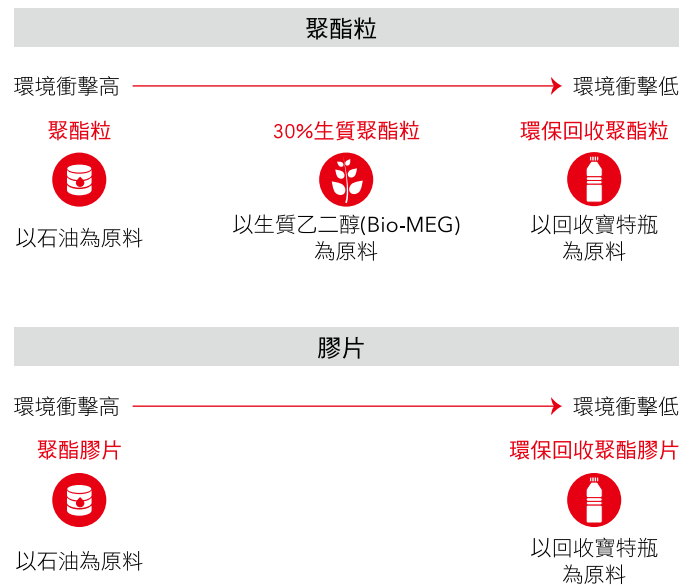 聚酯粒
環境衝擊高
環境衝擊低
聚酯粒
30%生質聚酯粒
環保回收聚酯粒
以石油為原料
以生質乙二醇(Bio-MEG)
為原料
以回收寶特瓶
為原料
膠片
環境衝擊高
環境衝擊低
聚酯膠片
環保回收聚酯膠片
以石油為原料
以回收寶特瓶
為原料